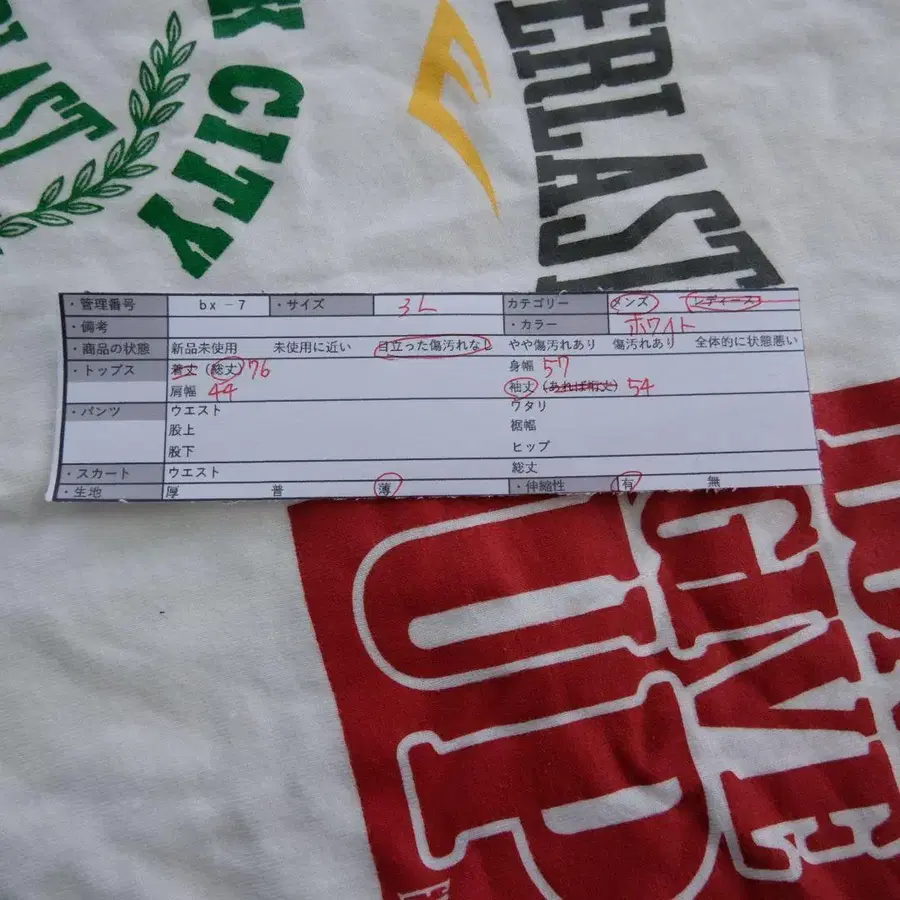 K CITY
LAST
ERLAST
・管理番号 bx-7 ・サイズ 3L カテゴリー メンズ レディース
・備考 ・カラー ホワイト
・商品の状態 新品未使用 未使用に近い 目立った傷汚れなし やや傷汚れあり 傷汚れあり 全体的に状態悪い
・トップス 着丈 (総丈) 76 身幅 57
肩幅 44 袖丈 (あれば裄丈) 54
・パンツ ウエスト ワタリ
股上 裾幅
股下 ヒップ
・スカート ウエスト 総丈
・生地 厚 普 薄 ・伸縮性 有 無
GIVE
UP